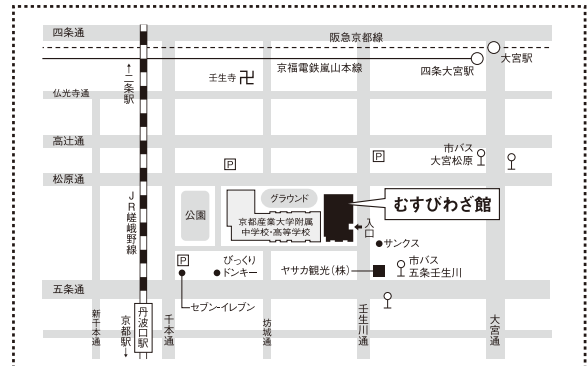 四条通
阪急京都線
大宮駅
京福電鉄嵐山本線
四条大宮駅
↑二条駅
壬生寺
仏光寺通
高辻通
P
P
市バス
大宮松原
松原通
JR嵯峨野線
公園
グラウンド
京都産業大学附属
中学校・高等学校
むすびわざ館
入口
サンクス
P
びっくり
ドンキー
ヤサカ観光(株)
市バス
五条壬生川
五条通
セブン-イレブン
新千本通
京都駅↓
丹波口駅
千本通
坊城通
壬生川通
大宮通